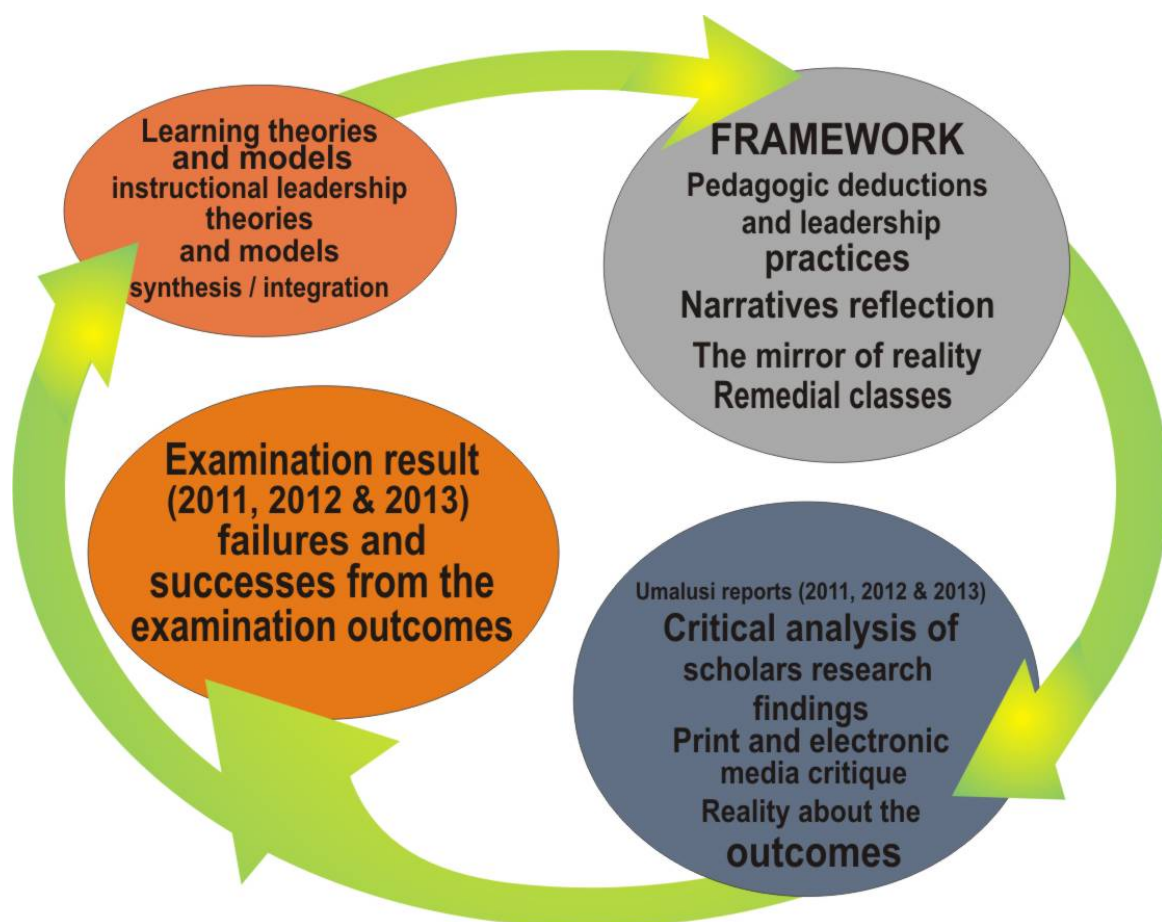 Learning theories
and models
instructional leadership
theories
and models
synthesis / integration
FRAMEWORK
Pedagogic deductions
and leadership
practices
Narratives reflection
The mirror of reality
Remedial classes
Examination result
(2011, 2012 & 2013)
failures and
successes from the
examination outcomes
Umalusi reports (2011, 2012 & 2013)
Critical analysis of
scholars research
findings
Print and electronic
media critique
Reality about the
outcomes